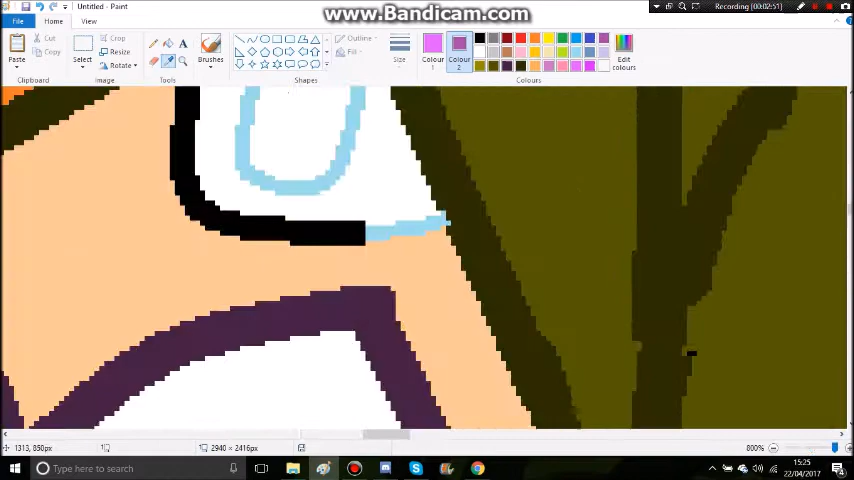 www.Bandicam.com
Untitled - Paint
Recording [00:02:51]
File
Home
View
Paste
Cut
Copy
Clipboard
Select
Crop
Resize
Rotate
Image
Tools
Brushes
Shapes
Outline
Fill
Size
Colour 1
Colour 2
Edit colours
Colours
1313, 850px
2940 × 2416px
800%
Type here to search
15:25
22/04/2017